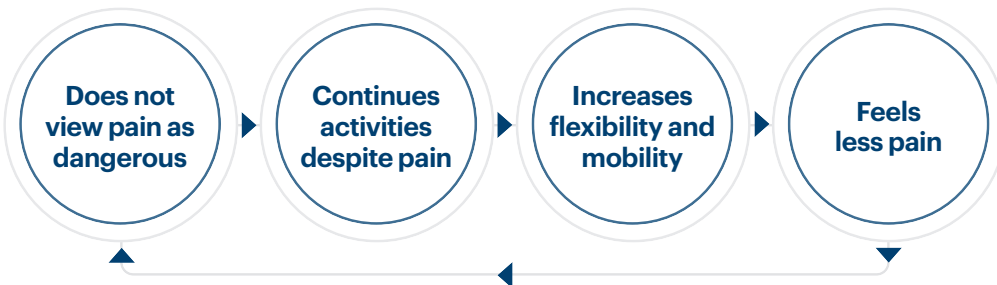 Does not
view pain as
dangerous
Continues
activities
despite pain
Increases
flexibility and
mobility
Feels
less pain